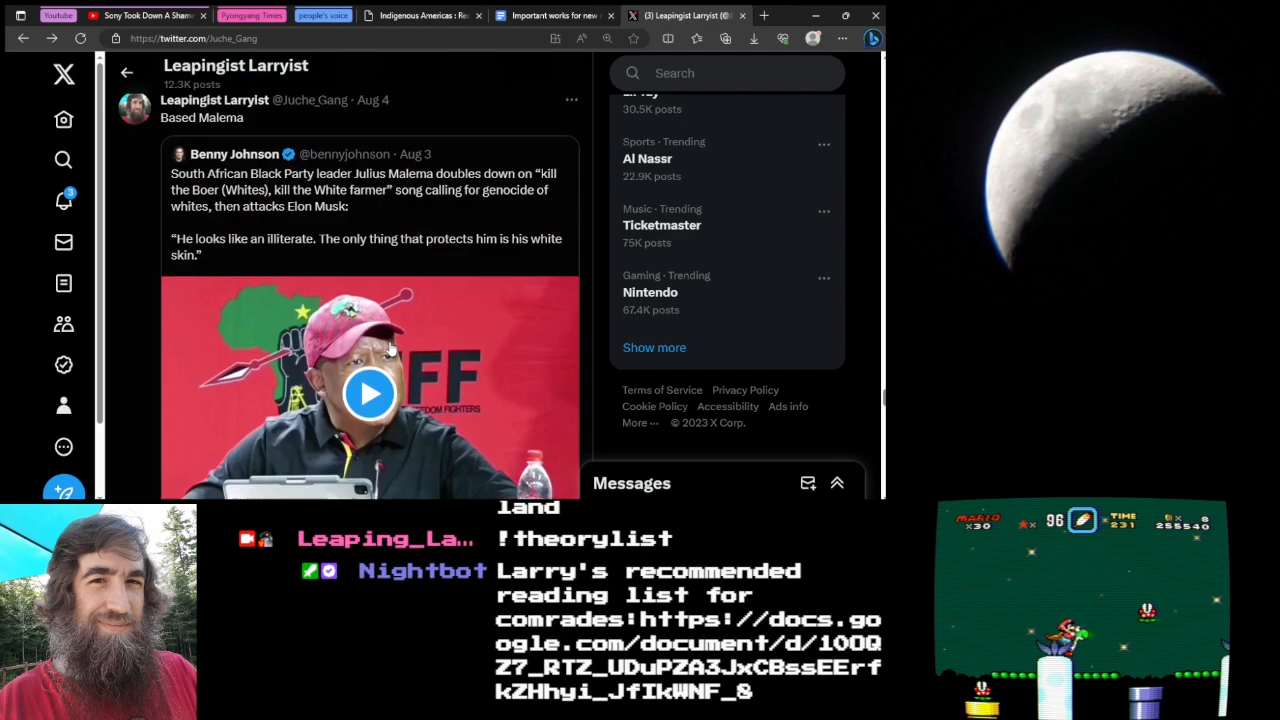 Youtube
Sony Took Down A Shame
Pyongyang Times
people's voice
Indigenous Americas : Re
Important works for new
(3) Leapingist Larryist (@
https://twitter.com/Juche_Gang
Leapingist Larryist
12.3K posts
Leapingist Larryist @Juche_Gang · Aug 4
Based Malema
Benny Johnson @bennyjohnson · Aug 3
South African Black Party leader Julius Malema doubles down on “kill
the Boer (Whites), kill the White farmer” song calling for genocide of
whites, then attacks Elon Musk:
“He looks like an illiterate. The only thing that protects him is his white
skin.”
FF
EDOM FIGHTERS
3
Search
30.5K posts
Sports · Trending
Al Nassr
22.9K posts
Music · Trending
Ticketmaster
75K posts
Gaming · Trending
Nintendo
67.4K posts
Show more
Terms of Service Privacy Policy
Cookie Policy Accessibility Ads info
More ··· © 2023 X Corp.
Messages
land
Leaping_La... !theorylist
Nightbot Larry's recommended
reading list for
comrades:https://docs.go
ogle.com/document/d/10OQ
Z7_RTZ_UDuPZA3JxCBssEErf
kZHhyi_JfIkWNF_8
MARIO
x30
x 96
TIME
231
x 8
255540